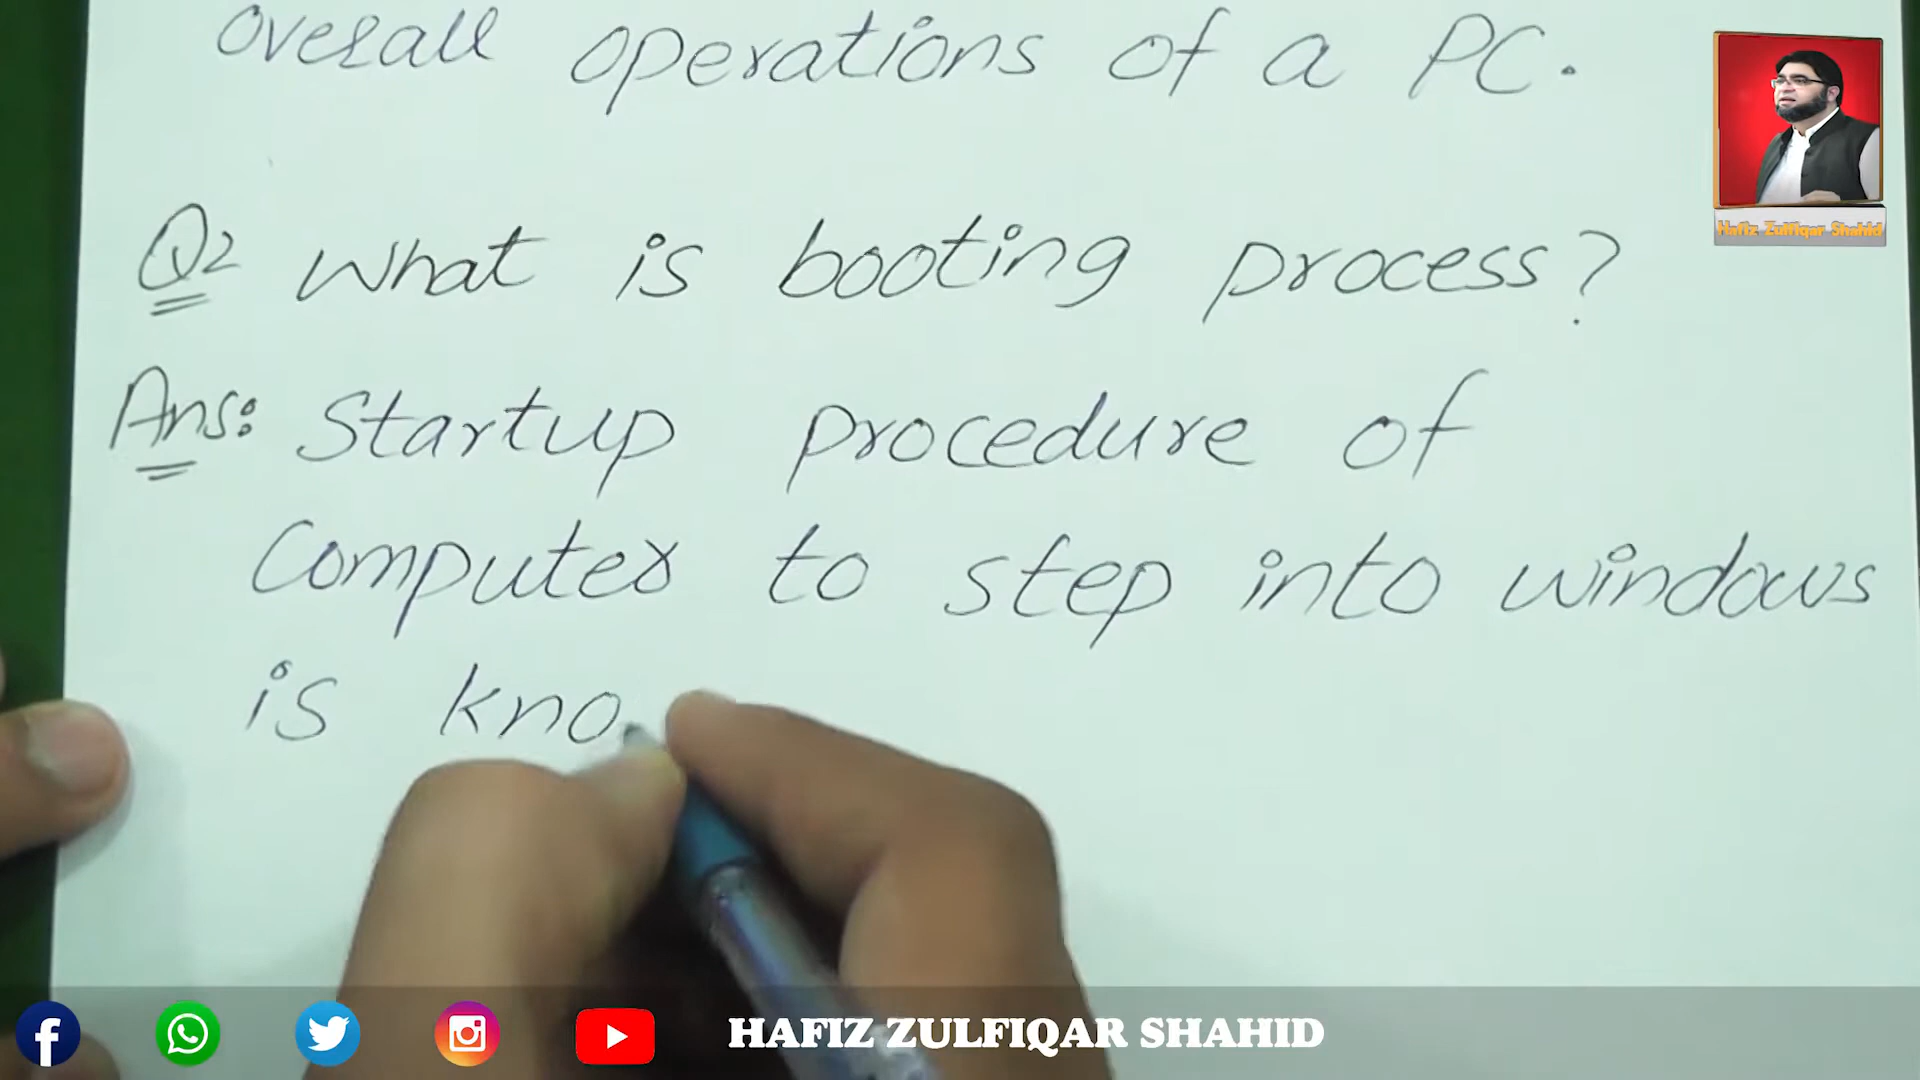 Overall operations of a PC.
Hafiz Zulfiqar Shahid
Q2 What is booting process?
Ans: Startup procedure of
Computer to step into windows
is kno
HAFIZ ZULFIQAR SHAHID